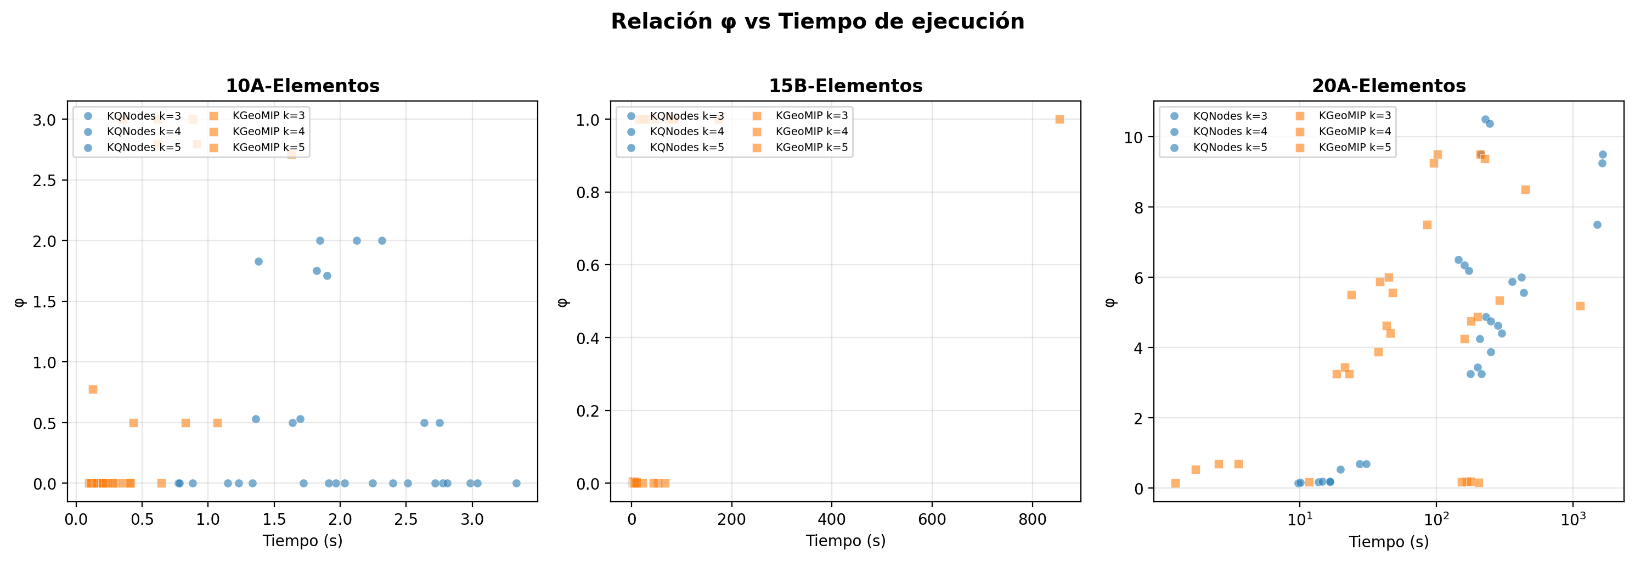 Relación φ vs Tiempo de ejecución
10A-Elementos
KQNodes k=3
KQNodes k=4
KQNodes k=5
KGeoMIP k=3
KGeoMIP k=4
KGeoMIP k=5
3.0
2.5
2.0
1.5
1.0
0.5
0.0
φ
0.0 0.5 1.0 1.5 2.0 2.5 3.0
Tiempo (s)
15B-Elementos
KQNodes k=3
KQNodes k=4
KQNodes k=5
KGeoMIP k=3
KGeoMIP k=4
KGeoMIP k=5
1.0
0.8
0.6
0.4
0.2
0.0
φ
0 200 400 600 800
Tiempo (s)
20A-Elementos
KQNodes k=3
KQNodes k=4
KQNodes k=5
KGeoMIP k=3
KGeoMIP k=4
KGeoMIP k=5
10
8
6
4
2
0
φ
10¹ 10² 10³
Tiempo (s)